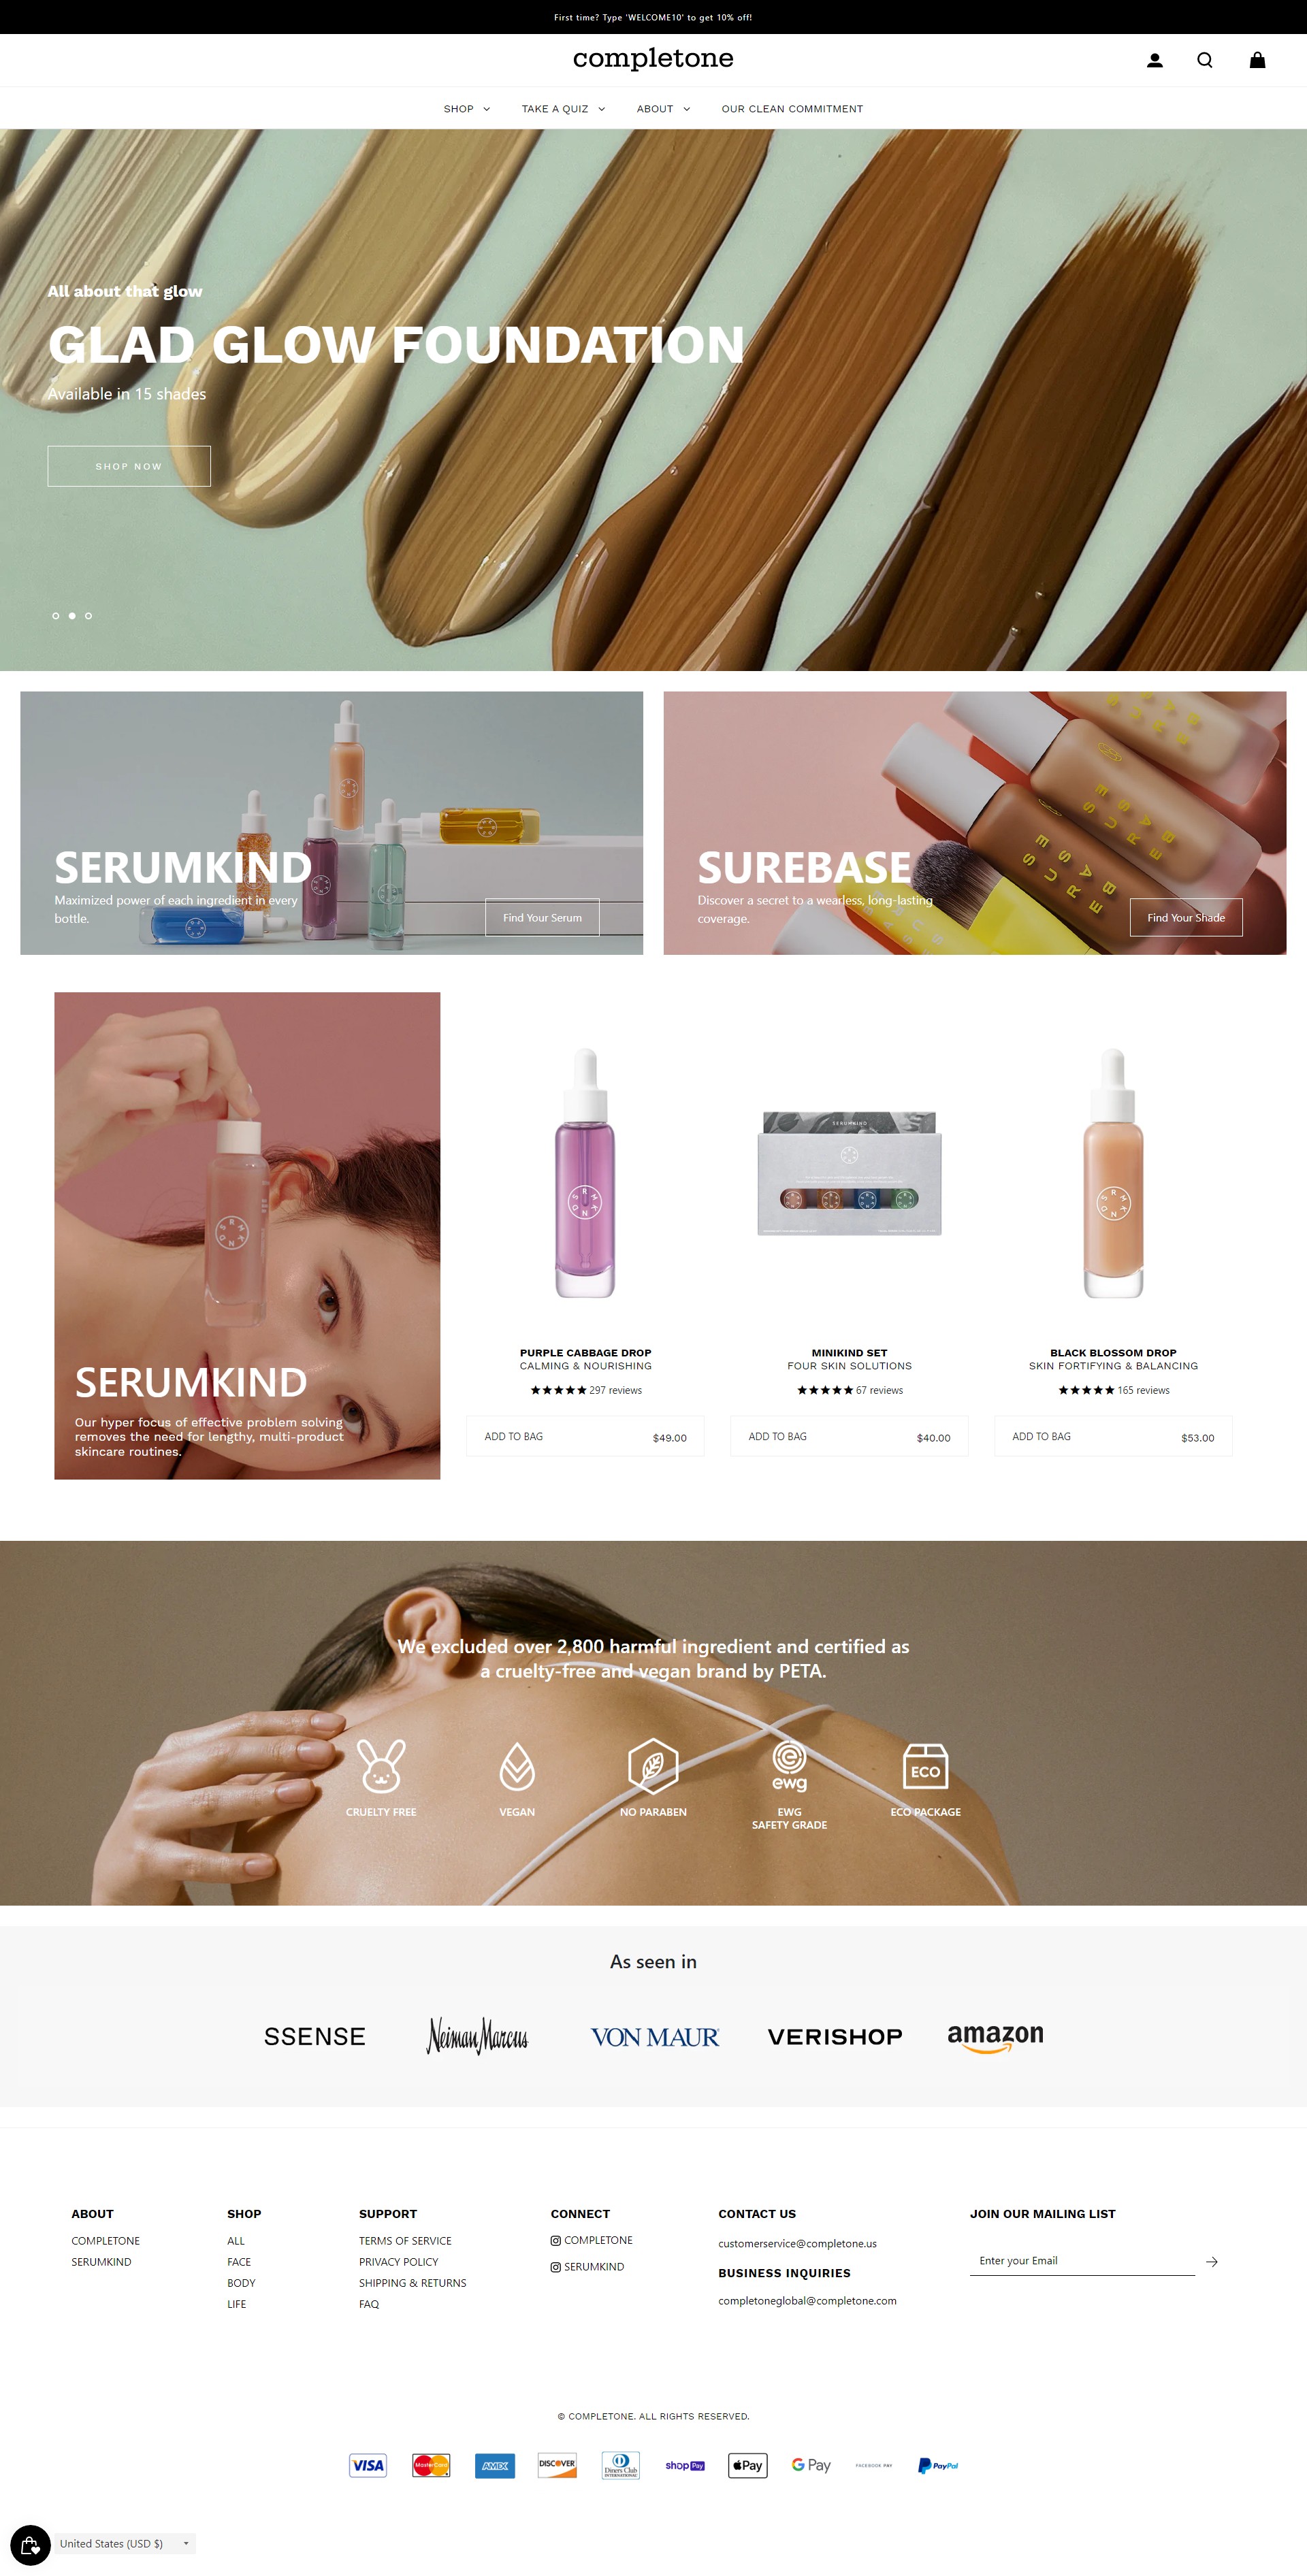 First time? Type 'WELCOME10' to get 10% off!
completone
SHOP
TAKE A QUIZ
ABOUT
OUR CLEAN COMMITMENT
All about that glow
GLAD GLOW FOUNDATION
Available in 15 shades
SHOP NOW
SERUMKIND
Maximized power of each ingredient in every
bottle.
Find Your Serum
SUREBASE
Discover a secret to a wearless, long-lasting
coverage.
Find Your Shade
SERUMKIND
Our hyper focus of effective problem solving
removes the need for lengthy, multi-product
skincare routines.
SERUMKIND
PURPLE CABBAGE DROP
CALMING & NOURISHING
297 reviews
ADD TO BAG $49.00
MINIKIND SET
FOUR SKIN SOLUTIONS
67 reviews
ADD TO BAG $40.00
BLACK BLOSSOM DROP
SKIN FORTIFYING & BALANCING
165 reviews
ADD TO BAG $53.00
We excluded over 2,800 harmful ingredient and certified as
a cruelty-free and vegan brand by PETA.
ECO
ewg
CRUELTY FREE
VEGAN
NO PARABEN
EWG
SAFETY GRADE
ECO PACKAGE
As seen in
SSENSE
Neiman Marcus
VON MAUR
VERISHOP
amazon
ABOUT
COMPLETONE
SERUMKIND
SHOP
ALL
FACE
BODY
LIFE
SUPPORT
TERMS OF SERVICE
PRIVACY POLICY
SHIPPING & RETURNS
FAQ
CONNECT
COMPLETONE
SERUMKIND
CONTACT US
customerservice@completone.us
BUSINESS INQUIRIES
completoneglobal@completone.com
JOIN OUR MAILING LIST
Enter your Email
© COMPLETONE. ALL RIGHTS RESERVED.
VISA
MasterCard
AMEX
DISCOVER
Diners Club
INTERNATIONAL
shop Pay
Pay
G Pay
FACEBOOK PAY
PayPal
United States (USD $)